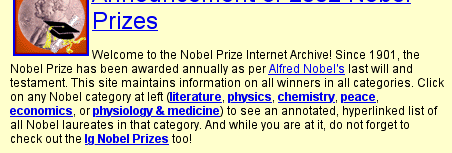 Announcement of 2002 Nobel
Prizes
Welcome to the Nobel Prize Internet Archive! Since 1901, the
Nobel Prize has been awarded annually as per Alfred Nobel's last will and
testament. This site maintains information on all winners in all categories. Click
on any Nobel category at left (literature, physics, chemistry, peace,
economics, or physiology & medicine) to see an annotated, hyperlinked list of
all Nobel laureates in that category. And while you are at it, do not forget to
check out the Ig Nobel Prizes too!